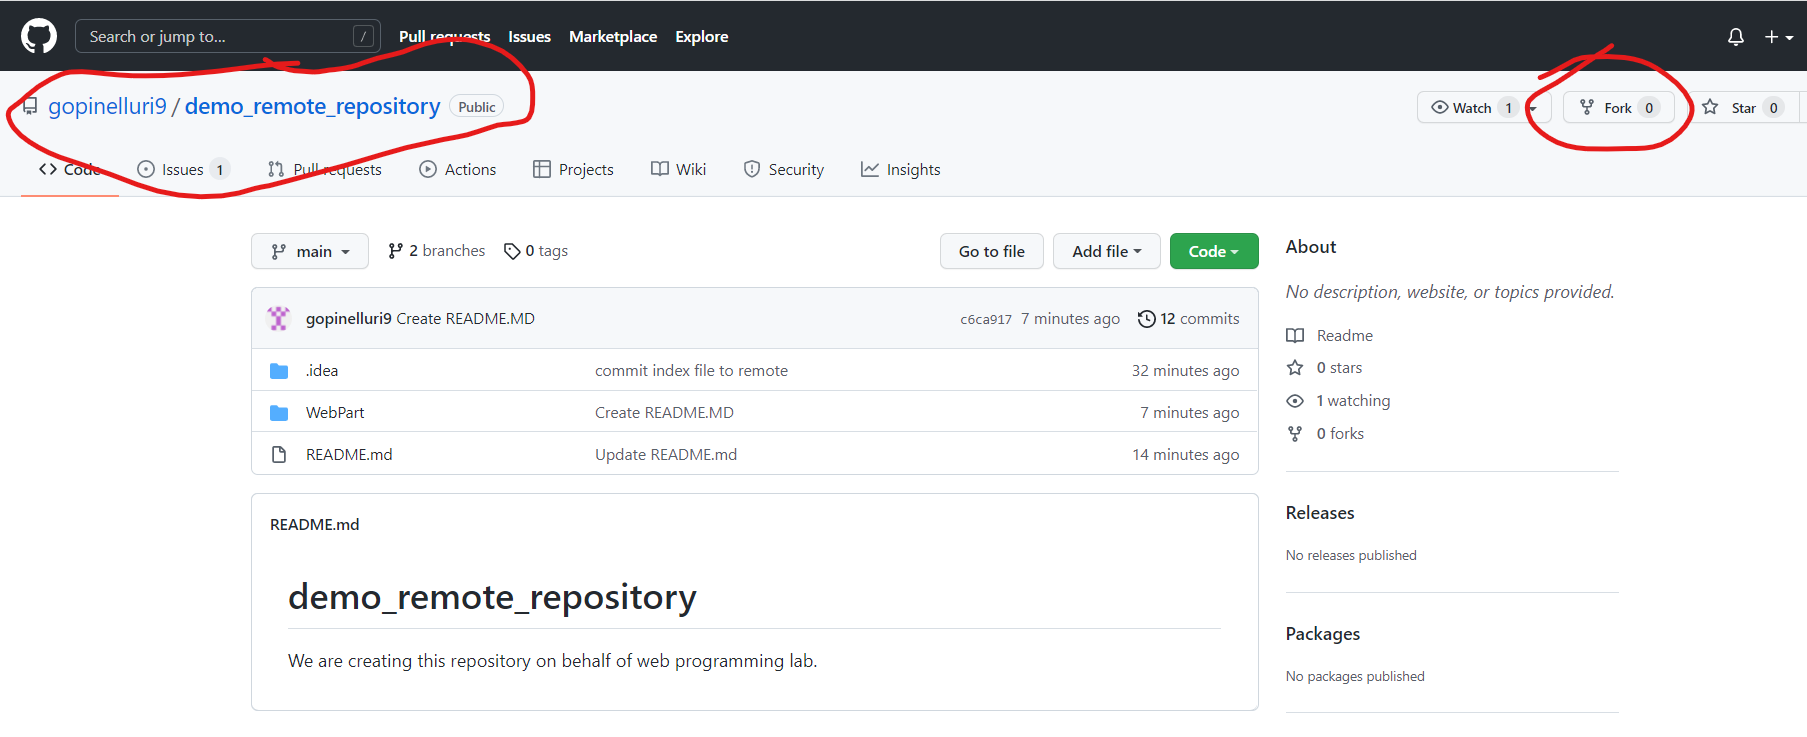 Search or jump to... / Pull requests Issues Marketplace Explore
gopinelluri9 / demo_remote_repository Public Watch 1 Fork 0 Star 0
Code Issues 1 Pull requests Actions Projects Wiki Security Insights
main 2 branches 0 tags Go to file Add file Code
gopinelluri9 Create README.MD c6ca917 7 minutes ago 12 commits
.idea commit index file to remote 32 minutes ago
WebPart Create README.MD 7 minutes ago
README.md Update README.md 14 minutes ago
README.md
demo_remote_repository
We are creating this repository on behalf of web programming lab.
About
No description, website, or topics provided.
Readme
0 stars
1 watching
0 forks
Releases
No releases published
Packages
No packages published